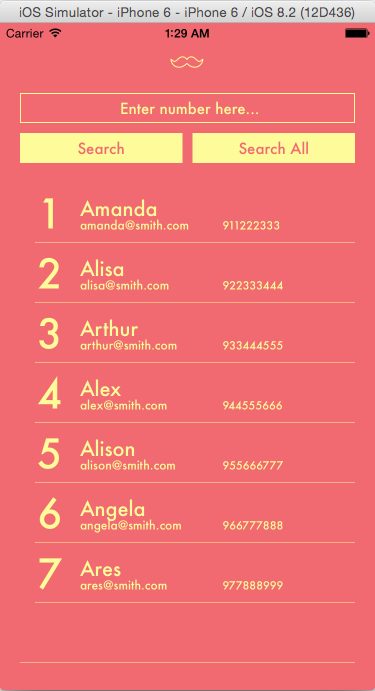 iOS Simulator - iPhone 6 - iPhone 6 / iOS 8.2 (12D436)
Carrier 1:29 AM
Enter number here...
Search Search All
1 Amanda
amanda@smith.com 911222333
2 Alisa
alisa@smith.com 922333444
3 Arthur
arthur@smith.com 933444555
4 Alex
alex@smith.com 944555666
5 Alison
alison@smith.com 955666777
6 Angela
angela@smith.com 966777888
7 Ares
ares@smith.com 977888999